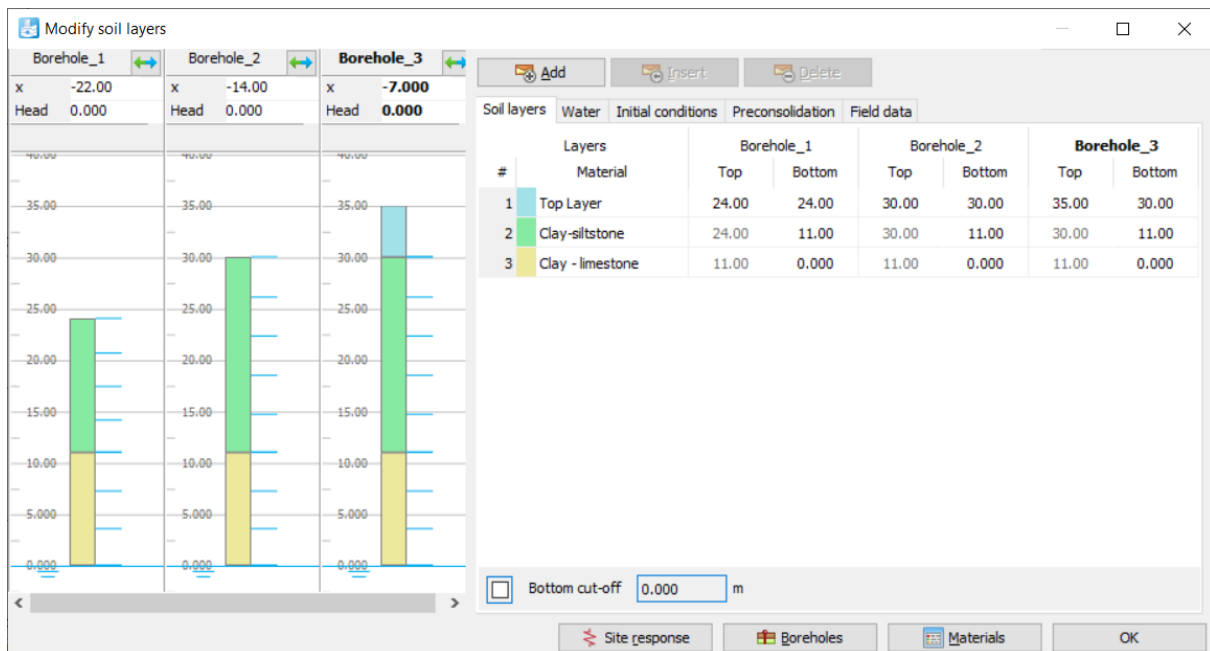 Modify soil layers
Borehole_1 Borehole_2 Borehole_3
x -22.00 x -14.00 x -7.000
Head 0.000 Head 0.000 Head 0.000
40.00 40.00 40.00
35.00 35.00 35.00
30.00 30.00 30.00
25.00 25.00 25.00
20.00 20.00 20.00
15.00 15.00 15.00
10.00 10.00 10.00
5.000 5.000 5.000
0.000 0.000 0.000
Add Insert Delete
Soil layers Water Initial conditions Preconsolidation Field data
Layers Borehole_1 Borehole_2 Borehole_3
# Material Top Bottom Top Bottom Top Bottom
1 Top Layer 24.00 24.00 30.00 30.00 35.00 30.00
2 Clay-siltstone 24.00 11.00 30.00 11.00 30.00 11.00
3 Clay - limestone 11.00 0.000 11.00 0.000 11.00 0.000
Bottom cut-off 0.000 m
Site response Boreholes Materials OK